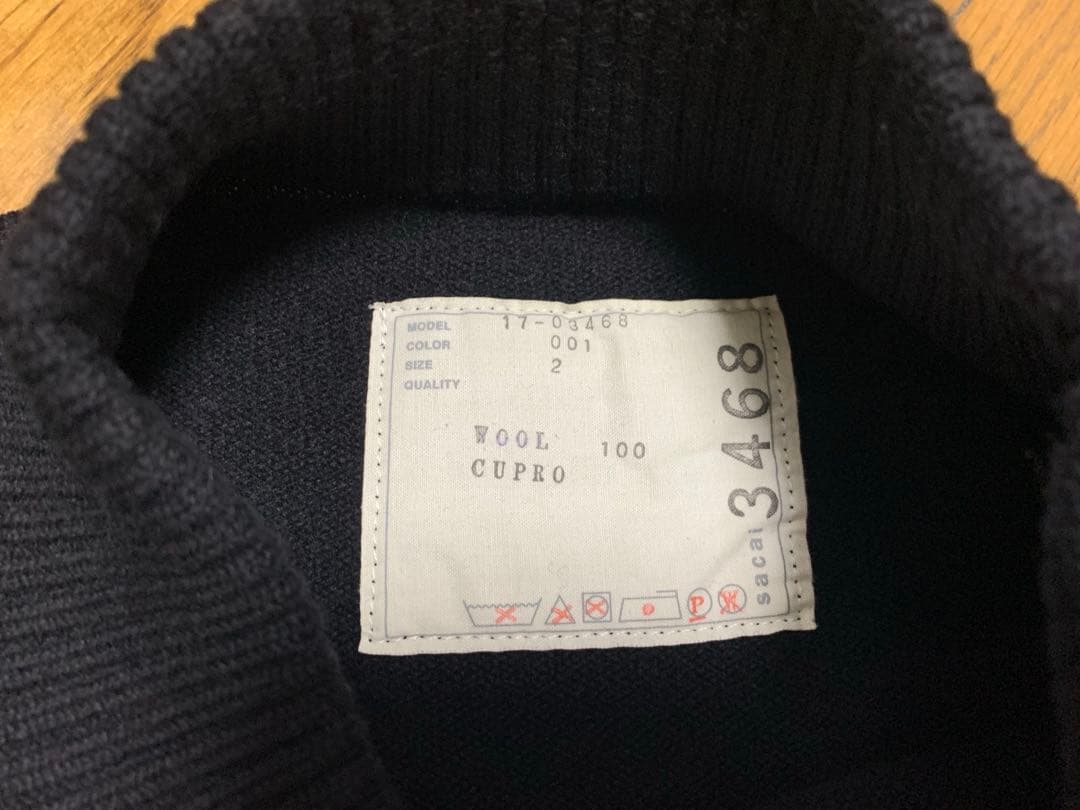 MODEL 17-03468
COLOR 001
SIZE 2
QUALITY
WOOL 100
CUPRO
sacai 3468
P
W